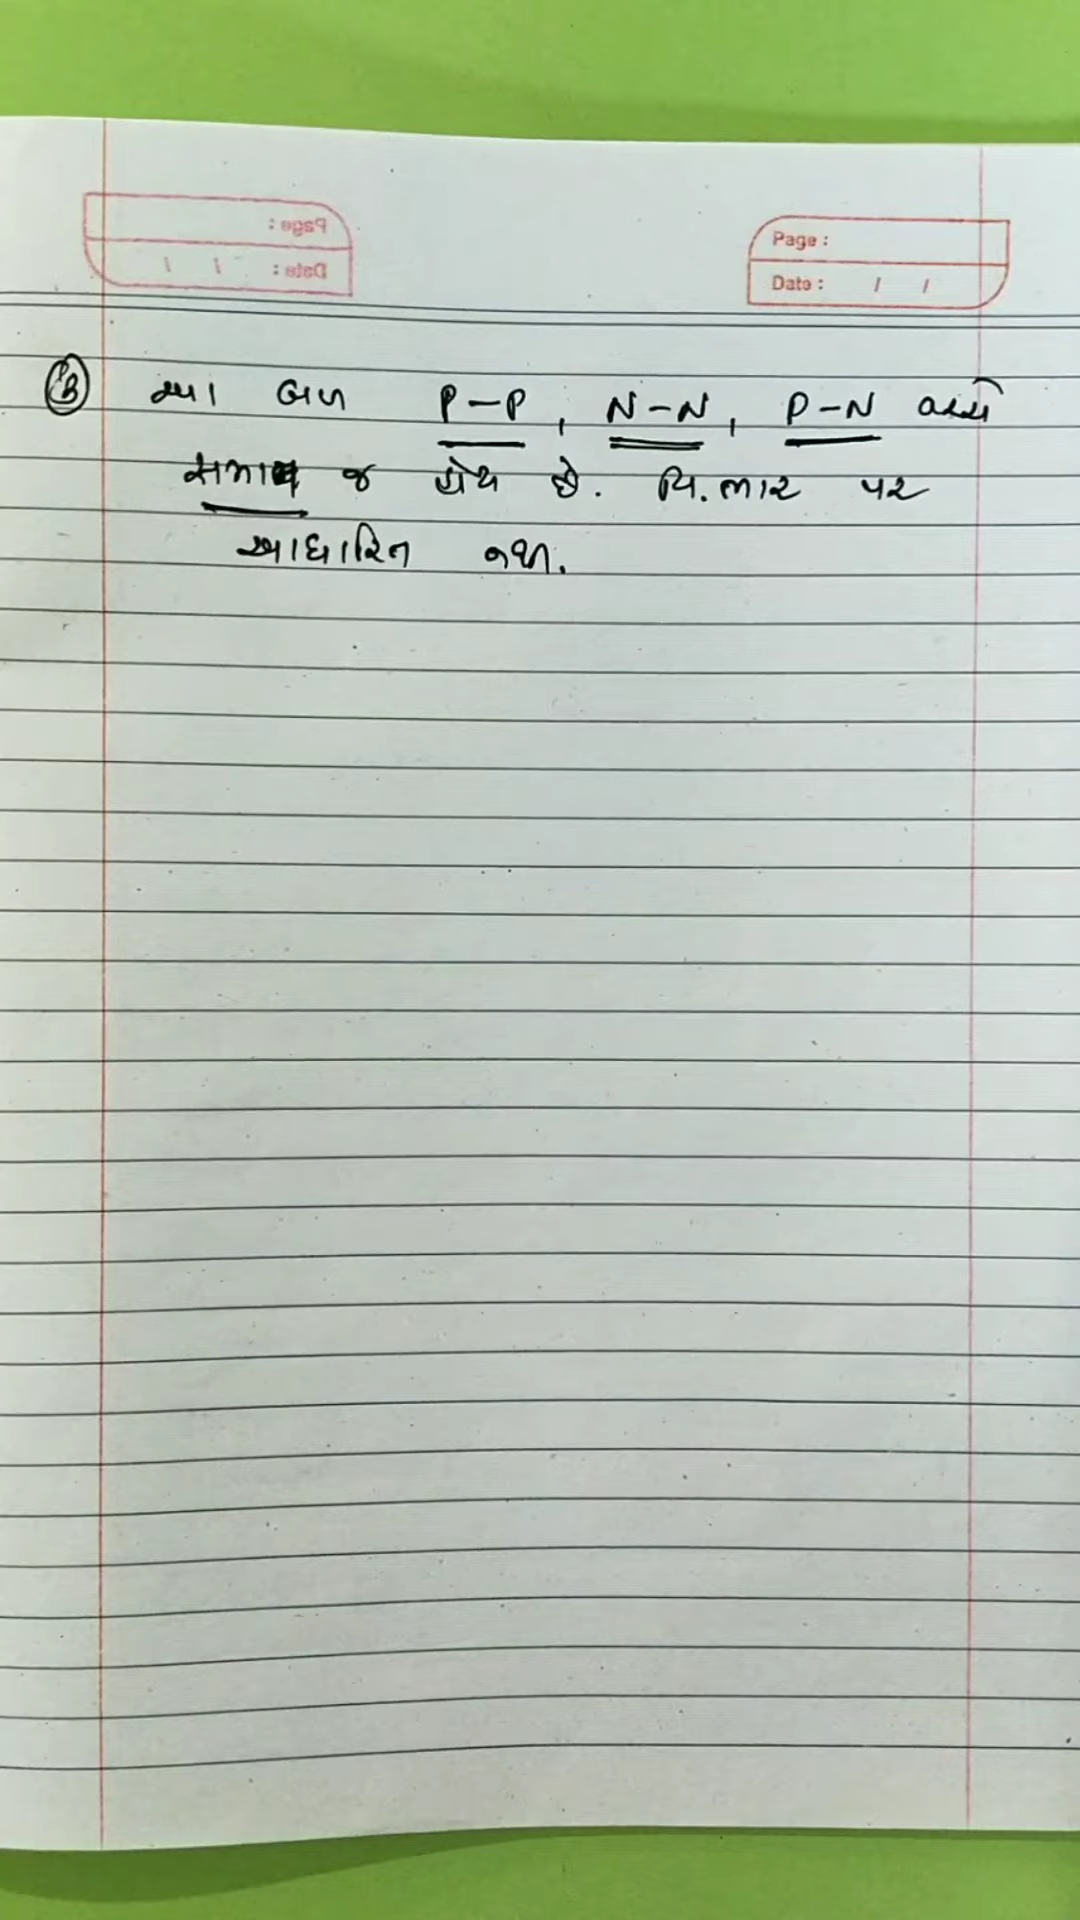 Page :
Date : / /
(B) આ બળ P-P, N-N, P-N વચ્ચે
સમાન જ હોય છે. વિ.ભાર પર
આધારિત નથી.